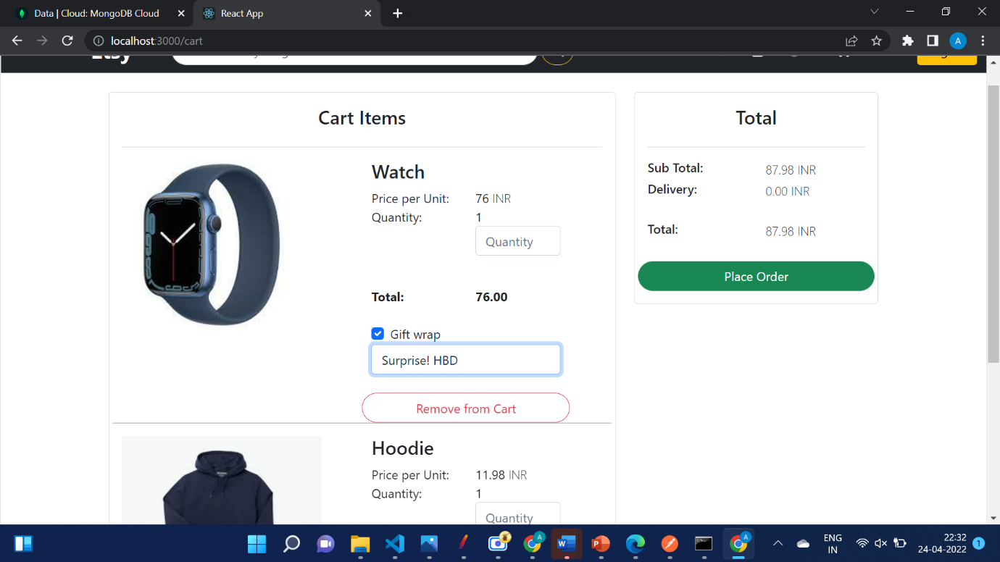 Data | Cloud: MongoDB Cloud
React App
localhost:3000/cart
A
Etsy
Cart Items
Watch
Price per Unit: 76 INR
Quantity: 1
Quantity
Total: 76.00
Gift wrap
Surprise! HBD
Remove from Cart
Hoodie
Price per Unit: 11.98 INR
Quantity: 1
Quantity
Total
Sub Total: 87.98 INR
Delivery: 0.00 INR
Total: 87.98 INR
Place Order
ENG
IN
22:32
24-04-2022
1